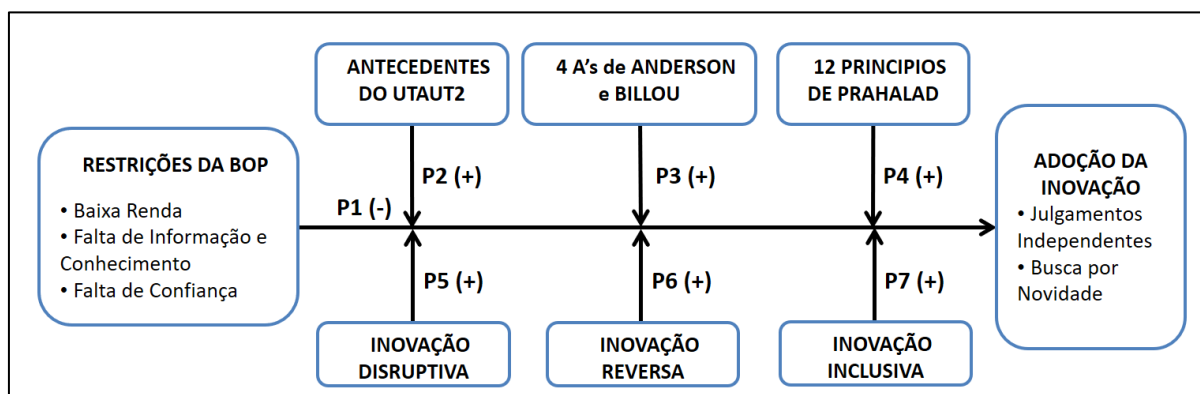 ANTECEDENTES
DO UTAUT2
4 A's de ANDERSON
e BILLOU
12 PRINCIPIOS
DE PRAHALAD
RESTRIÇÕES DA BOP
• Baixa Renda
• Falta de Informação e
Conhecimento
• Falta de Confiança
P1 (-)
P2 (+)
P3 (+)
P4 (+)
P5 (+)
P6 (+)
P7 (+)
ADOÇÃO DA
INOVAÇÃO
• Julgamentos
Independentes
• Busca por
Novidade
INOVAÇÃO
DISRUPTIVA
INOVAÇÃO
REVERSA
INOVAÇÃO
INCLUSIVA